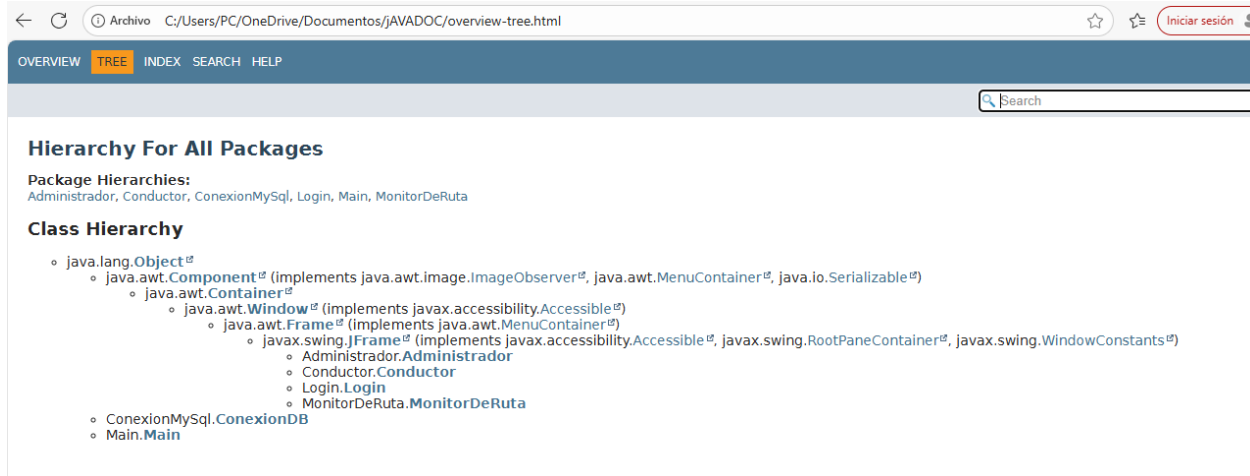 Archivo C:/Users/PC/OneDrive/Documentos/jAVADOC/overview-tree.html Iniciar sesión
OVERVIEW TREE INDEX SEARCH HELP
Search
Hierarchy For All Packages
Package Hierarchies:
Administrador, Conductor, ConexionMySql, Login, Main, MonitorDeRuta
Class Hierarchy
java.lang.Object
java.awt.Component (implements java.awt.image.ImageObserver, java.awt.MenuContainer, java.io.Serializable)
java.awt.Container
java.awt.Window (implements javax.accessibility.Accessible)
java.awt.Frame (implements java.awt.MenuContainer)
javax.swing.JFrame (implements javax.accessibility.Accessible, javax.swing.RootPaneContainer, javax.swing.WindowConstants)
Administrador.Administrador
Conductor.Conductor
Login.Login
MonitorDeRuta.MonitorDeRuta
ConexionMySql.ConexionDB
Main.Main